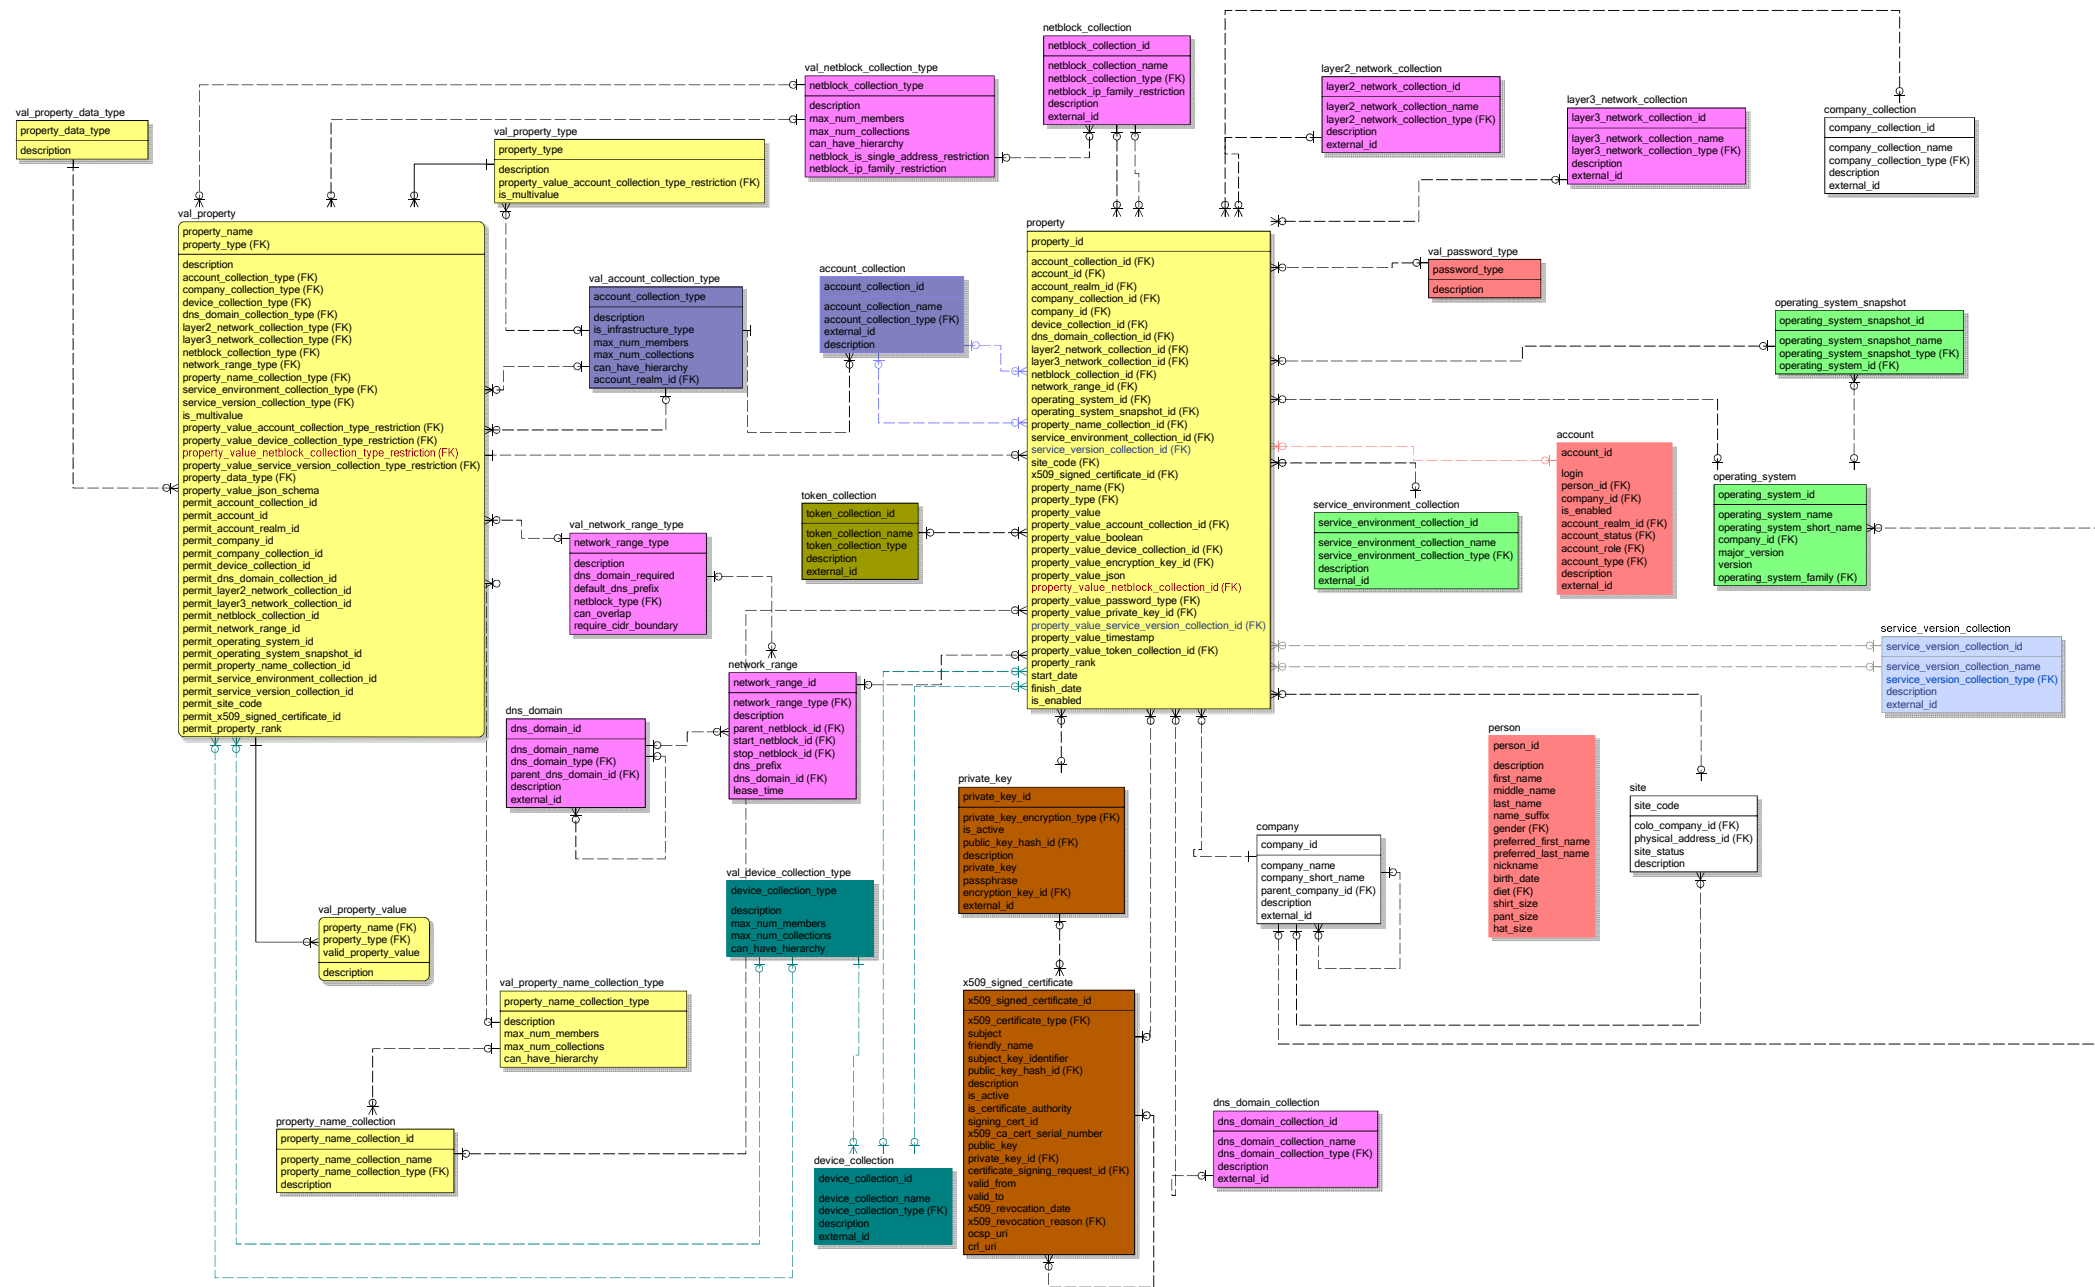 netblock_collection
netblock_collection_id
netblock_collection_name
netblock_collection_type (FK)
netblock_ip_family_restriction
description
external_id
val_netblock_collection_type
netblock_collection_type
description
max_num_members
max_num_collections
can_have_hierarchy
netblock_is_single_address_restriction
netblock_ip_family_restriction
layer2_network_collection
layer2_network_collection_id
layer2_network_collection_name
layer2_network_collection_type (FK)
description
external_id
layer3_network_collection
layer3_network_collection_id
layer3_network_collection_name
layer3_network_collection_type (FK)
description
external_id
company_collection
company_collection_id
company_collection_name
company_collection_type (FK)
description
external_id
val_property_data_type
property_data_type
description
val_property_type
property_type
description
property_value_account_collection_type_restriction (FK)
is_multivalue
val_property
property_name
property_type (FK)
description
account_collection_type (FK)
company_collection_type (FK)
device_collection_type (FK)
dns_domain_collection_type (FK)
layer2_network_collection_type (FK)
layer3_network_collection_type (FK)
netblock_collection_type (FK)
network_range_type (FK)
property_name_collection_type (FK)
service_environment_collection_type (FK)
service_version_collection_type (FK)
is_multivalue
property_value_account_collection_type_restriction (FK)
property_value_device_collection_type_restriction (FK)
property_value_netblock_collection_type_restriction (FK)
property_value_service_version_collection_type_restriction (FK)
property_data_type (FK)
property_value_json_schema
permit_account_collection_id
permit_account_id
permit_account_realm_id
permit_company_id
permit_company_collection_id
permit_device_collection_id
permit_dns_domain_collection_id
permit_layer2_network_collection_id
permit_layer3_network_collection_id
permit_netblock_collection_id
permit_network_range_id
permit_operating_system_id
permit_operating_system_snapshot_id
permit_property_name_collection_id
permit_service_environment_collection_id
permit_service_version_collection_id
permit_site_code
permit_x509_signed_certificate_id
permit_property_rank
val_account_collection_type
account_collection_type
description
is_infrastructure_type
max_num_members
max_num_collections
can_have_hierarchy
account_realm_id (FK)
account_collection
account_collection_id
account_collection_name
account_collection_type (FK)
external_id
description
property
property_id
account_collection_id (FK)
account_id (FK)
account_realm_id (FK)
company_collection_id (FK)
company_id (FK)
device_collection_id (FK)
dns_domain_collection_id (FK)
layer2_network_collection_id (FK)
layer3_network_collection_id (FK)
netblock_collection_id (FK)
network_range_id (FK)
operating_system_id (FK)
operating_system_snapshot_id (FK)
property_name_collection_id (FK)
service_environment_collection_id (FK)
service_version_collection_id (FK)
site_code (FK)
x509_signed_certificate_id (FK)
property_name (FK)
property_type (FK)
property_value
property_value_account_collection_id (FK)
property_value_boolean
property_value_device_collection_id (FK)
property_value_encryption_key_id (FK)
property_value_json
property_value_netblock_collection_id (FK)
property_value_password_type (FK)
property_value_private_key_id (FK)
property_value_service_version_collection_id (FK)
property_value_timestamp
property_value_token_collection_id (FK)
property_rank
start_date
finish_date
is_enabled
val_password_type
password_type
description
operating_system_snapshot
operating_system_snapshot_id
operating_system_snapshot_name
operating_system_snapshot_type (FK)
operating_system_id (FK)
account
account_id
login
person_id (FK)
company_id (FK)
is_enabled
account_realm_id (FK)
account_status (FK)
account_role (FK)
account_type (FK)
description
external_id
operating_system
operating_system_id
operating_system_name
operating_system_short_name
company_id (FK)
major_version
version
operating_system_family (FK)
service_environment_collection
service_environment_collection_id
service_environment_collection_name
service_environment_collection_type (FK)
description
external_id
token_collection
token_collection_id
token_collection_name
token_collection_type
description
external_id
val_network_range_type
network_range_type
description
dns_domain_required
default_dns_prefix
netblock_type (FK)
can_overlap
require_cidr_boundary
service_version_collection
service_version_collection_id
service_version_collection_name
service_version_collection_type (FK)
description
external_id
network_range
network_range_id
network_range_type (FK)
description
parent_netblock_id (FK)
start_netblock_id (FK)
stop_netblock_id (FK)
dns_prefix
dns_domain_id (FK)
lease_time
dns_domain
dns_domain_id
dns_domain_name
dns_domain_type (FK)
parent_dns_domain_id (FK)
description
external_id
person
person_id
description
first_name
middle_name
last_name
name_suffix
gender (FK)
preferred_first_name
preferred_last_name
nickname
birth_date
diet (FK)
shirt_size
pant_size
hat_size
private_key
private_key_id
private_key_encryption_type (FK)
is_active
public_key_hash_id (FK)
description
private_key
passphrase
encryption_key_id (FK)
external_id
site
site_code
colo_company_id (FK)
physical_address_id (FK)
site_status
description
company
company_id
company_name
company_short_name
parent_company_id (FK)
description
external_id
val_device_collection_type
device_collection_type
description
max_num_members
max_num_collections
can_have_hierarchy
val_property_value
property_name (FK)
property_type (FK)
valid_property_value
description
val_property_name_collection_type
property_name_collection_type
description
max_num_members
max_num_collections
can_have_hierarchy
x509_signed_certificate
x509_signed_certificate_id
x509_certificate_type (FK)
subject
friendly_name
subject_key_identifier
public_key_hash_id (FK)
description
is_active
is_certificate_authority
signing_cert_id
x509_ca_cert_serial_number
public_key
private_key_id (FK)
certificate_signing_request_id (FK)
valid_from
valid_to
x509_revocation_date
x509_revocation_reason (FK)
ocsp_uri
crl_uri
property_name_collection
property_name_collection_id
property_name_collection_name
property_name_collection_type (FK)
description
device_collection
device_collection_id
device_collection_name
device_collection_type (FK)
description
external_id
dns_domain_collection
dns_domain_collection_id
dns_domain_collection_name
dns_domain_collection_type (FK)
description
external_id